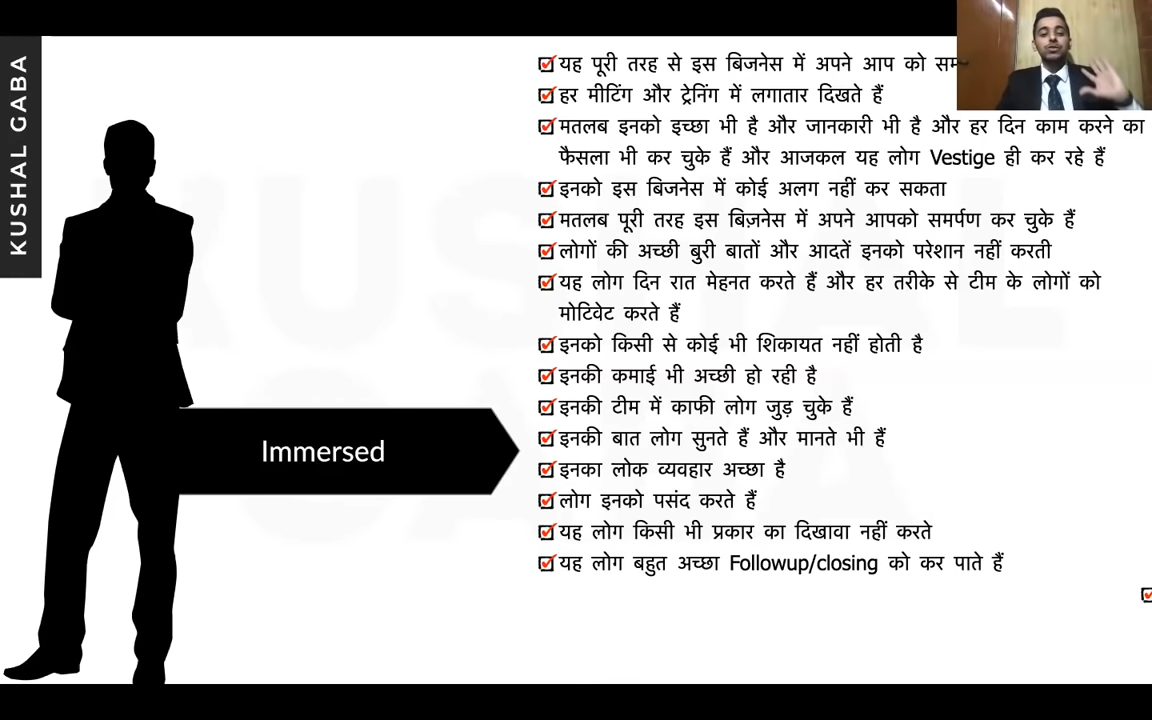 KUSHAL GABA
यह पूरी तरह से इस बिजनेस में अपने आप को
हर मीटिंग और ट्रेनिंग में लगातार दिखते हैं
मतलब इनको इच्छा भी है और जानकारी भी है और हर दिन काम करने का
फैसला भी कर चुके हैं और आजकल यह लोग Vestige ही कर रहे हैं
इनको इस बिजनेस में कोई अलग नहीं कर सकता
मतलब पूरी तरह इस बिज़नेस में अपने आपको समर्पण कर चुके हैं
लोगों की अच्छी बुरी बातों और आदतें इनको परेशान नहीं करती
यह लोग दिन रात मेहनत करते हैं और हर तरीके से टीम के लोगों को
मोटिवेट करते हैं
इनको किसी से कोई भी शिकायत नहीं होती है
इनकी कमाई भी अच्छी हो रही है
इनकी टीम में काफी लोग जुड़ चुके हैं
इनकी बात लोग सुनते हैं और मानते भी हैं
इनका लोक व्यवहार अच्छा है
लोग इनको पसंद करते हैं
यह लोग किसी भी प्रकार का दिखावा नहीं करते
यह लोग बहुत अच्छा Followup/closing को कर पाते हैं
Immersed
KUSHAL
GABA